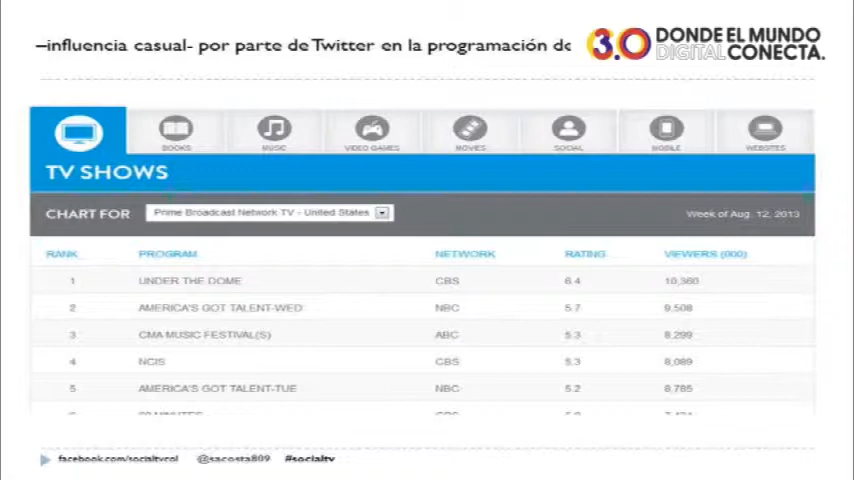 –influencia casual- por parte de Twitter en la programación de
3.0 DONDE EL MUNDO
DIGITAL CONECTA.
BOOKS MUSIC VIDEO GAMES MOVIES SOCIAL MOBILE WEBSITES
TV SHOWS
CHART FOR Prime Broadcast Network TV - United States Week of Aug. 12, 2013
RANK PROGRAM NETWORK RATING VIEWERS (000)
1 UNDER THE DOME CBS 6.4 10,360
2 AMERICA'S GOT TALENT-WED NBC 5.7 9,508
3 CMA MUSIC FESTIVAL(S) ABC 5.3 8,299
4 NCIS CBS 5.3 8,089
5 AMERICA'S GOT TALENT-TUE NBC 5.2 8,785
60 MINUTES CBS
facebook.com/socialtvcol @sacosta809 #socialtv